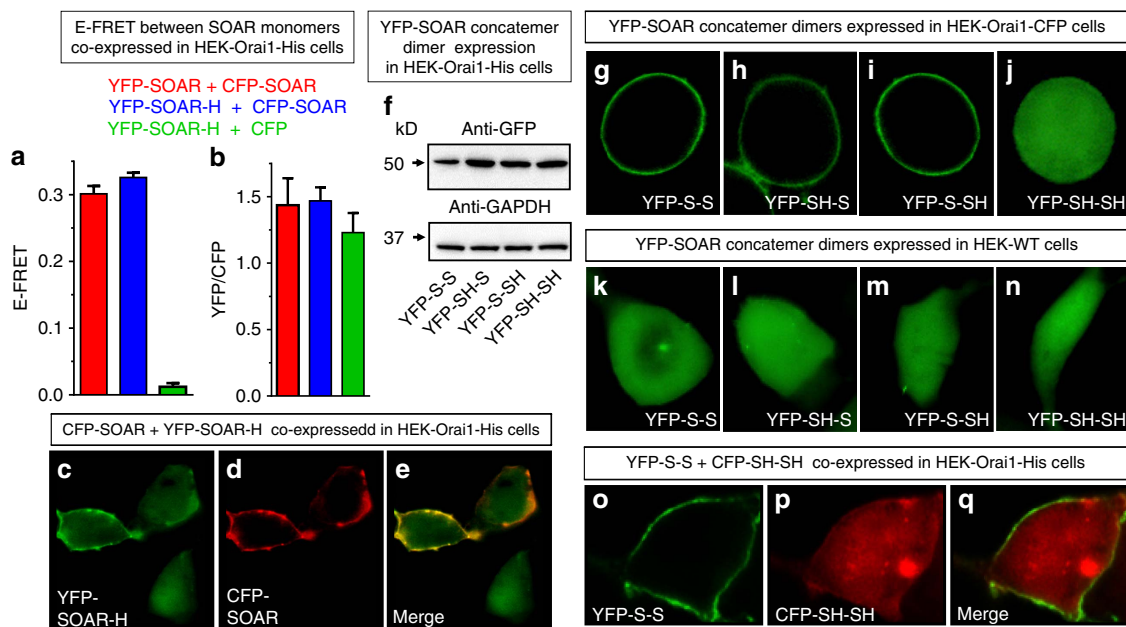 E-FRET between SOAR monomers
co-expressed in HEK-Orai1-His cells
YFP-SOAR + CFP-SOAR
YFP-SOAR-H + CFP-SOAR
YFP-SOAR-H + CFP
a
0.3
0.2
0.1
0.0
E-FRET
b
1.5
1.0
0.5
0.0
YFP/CFP
YFP-SOAR concatemer
dimer expression
in HEK-Orai1-His cells
f
kD
Anti-GFP
50
Anti-GAPDH
37
YFP-S-S
YFP-SH-S
YFP-S-SH
YFP-SH-SH
CFP-SOAR + YFP-SOAR-H co-expressedd in HEK-Orai1-His cells
c
YFP-
SOAR-H
d
CFP-
SOAR
e
Merge
YFP-SOAR concatemer dimers expressed in HEK-Orai1-CFP cells
g
YFP-S-S
h
YFP-SH-S
i
YFP-S-SH
j
YFP-SH-SH
YFP-SOAR concatemer dimers expressed in HEK-WT cells
k
YFP-S-S
l
YFP-SH-S
m
YFP-S-SH
n
YFP-SH-SH
YFP-S-S + CFP-SH-SH co-expressed in HEK-Orai1-His cells
o
YFP-S-S
p
CFP-SH-SH
q
Merge